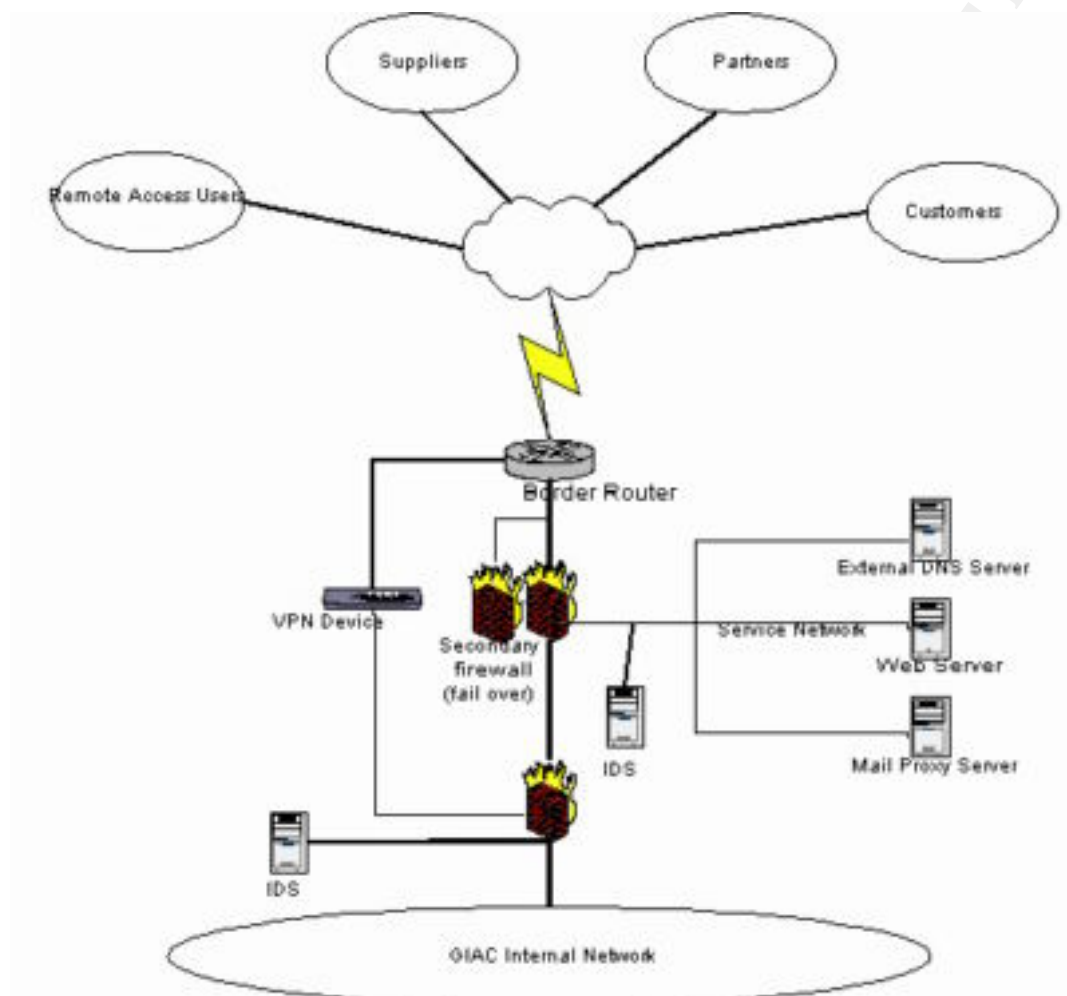 Suppliers
Partners
Remote Access Users
Customers
Border Router
External DNS Server
VPN Device
Service Network
Secondary
firewall
(fail over)
Web Server
IDS
Mail Proxy Server
IDS
GIAC Internal Network